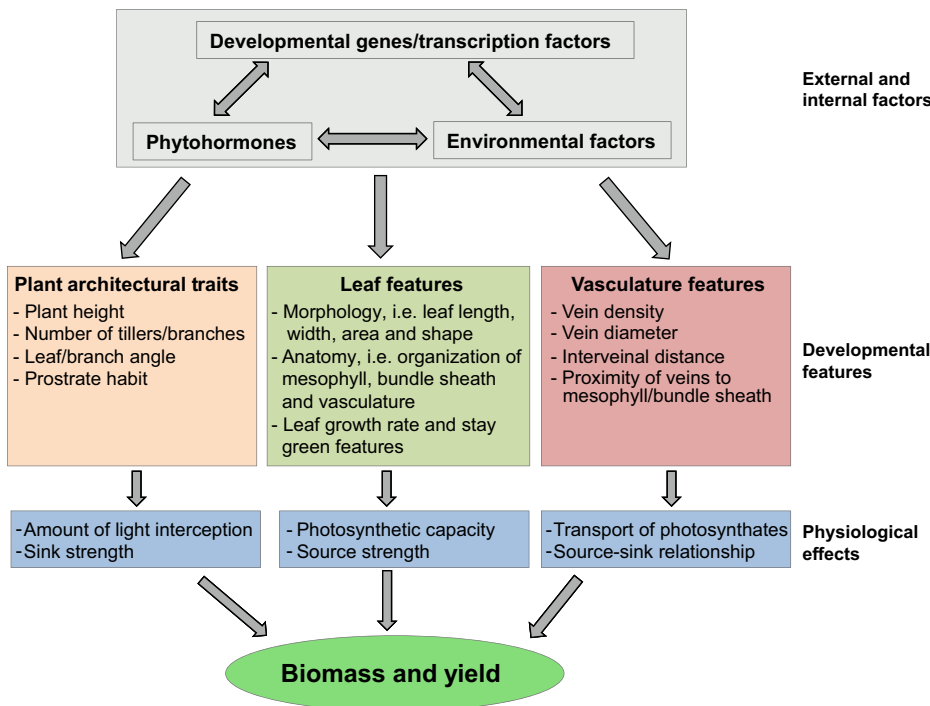 Developmental genes/transcription factors
Phytohormones
Environmental factors
External and
internal factors
Plant architectural traits
- Plant height
- Number of tillers/branches
- Leaf/branch angle
- Prostrate habit
Leaf features
- Morphology, i.e. leaf length,
width, area and shape
- Anatomy, i.e. organization of
mesophyll, bundle sheath
and vasculature
- Leaf growth rate and stay
green features
Vasculature features
- Vein density
- Vein diameter
- Interveinal distance
- Proximity of veins to
mesophyll/bundle sheath
Developmental
features
-Amount of light interception
-Sink strength
- Photosynthetic capacity
- Source strength
-Transport of photosynthates
-Source-sink relationship
Physiological
effects
Biomass and yield